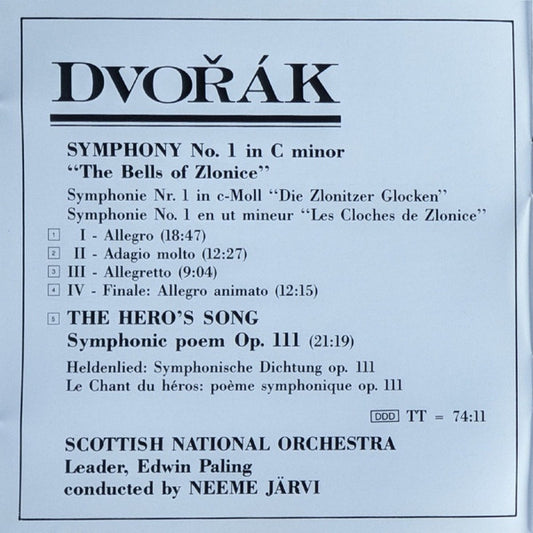 DVOŘÁK
SYMPHONY No. 1 in C minor
“The Bells of Zlonice”
Symphonie Nr. 1 in c-Moll “Die Zlonitzer Glocken”
Symphonie No. 1 en ut mineur “Les Cloches de Zlonice”
1 I - Allegro (18:47)
2 II - Adagio molto (12:27)
3 III - Allegretto (9:04)
4 IV - Finale: Allegro animato (12:15)
5 THE HERO'S SONG
Symphonic poem Op. 111 (21:19)
Heldenlied: Symphonische Dichtung op. 111
Le Chant du héros: poème symphonique op. 111
DDD TT = 74:11
SCOTTISH NATIONAL ORCHESTRA
Leader, Edwin Paling
conducted by NEEME JÄRVI